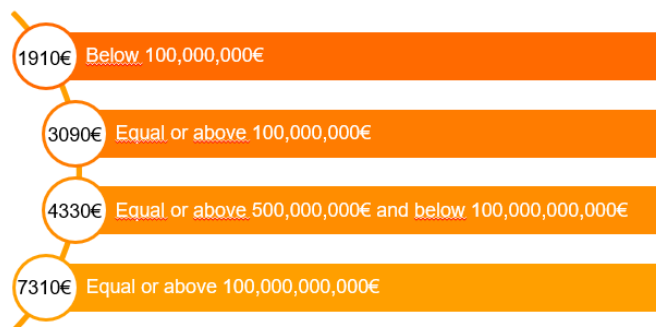 1910€ Below 100,000,000€
3090€ Equal or above 100,000,000€
4330€ Equal or above 500,000,000€ and below 100,000,000,000€
7310€ Equal or above 100,000,000,000€